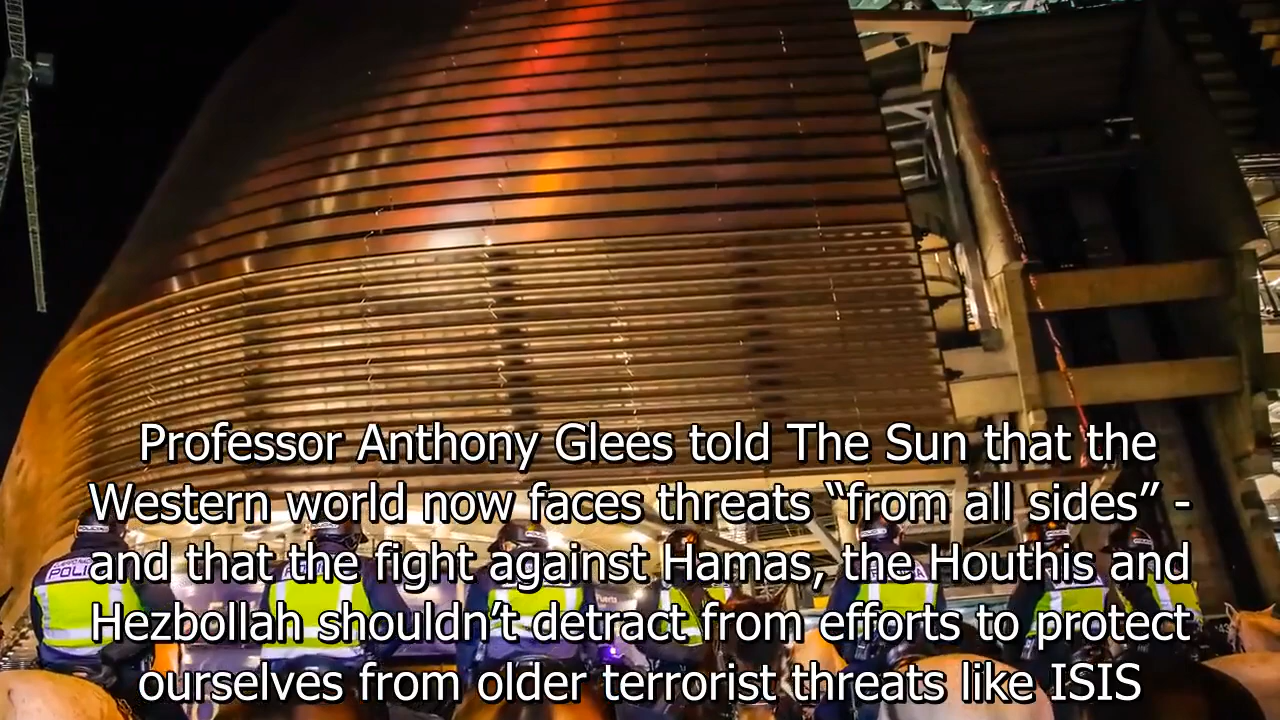 Professor Anthony Glees told The Sun that the
Western world now faces threats “from all sides” -
and that the fight against Hamas, the Houthis and
Hezbollah shouldn’t detract from efforts to protect
ourselves from older terrorist threats like ISIS